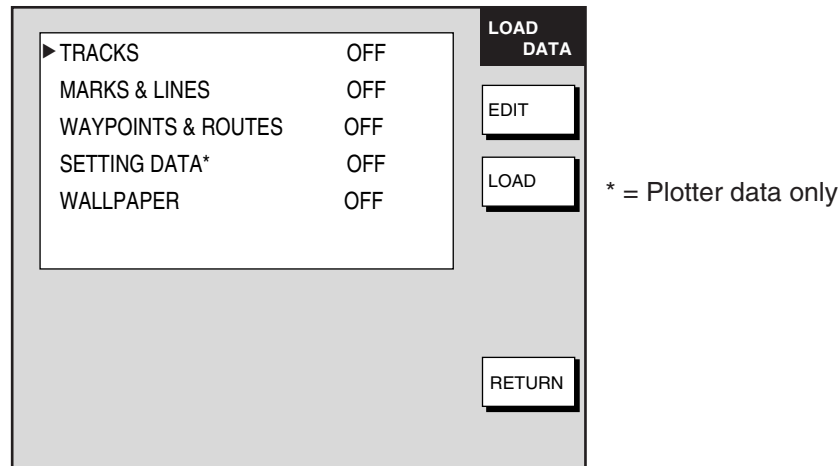 ▶TRACKS OFF
MARKS & LINES OFF
WAYPOINTS & ROUTES OFF
SETTING DATA* OFF
WALLPAPER OFF
LOAD
DATA
EDIT
LOAD
RETURN
* = Plotter data only